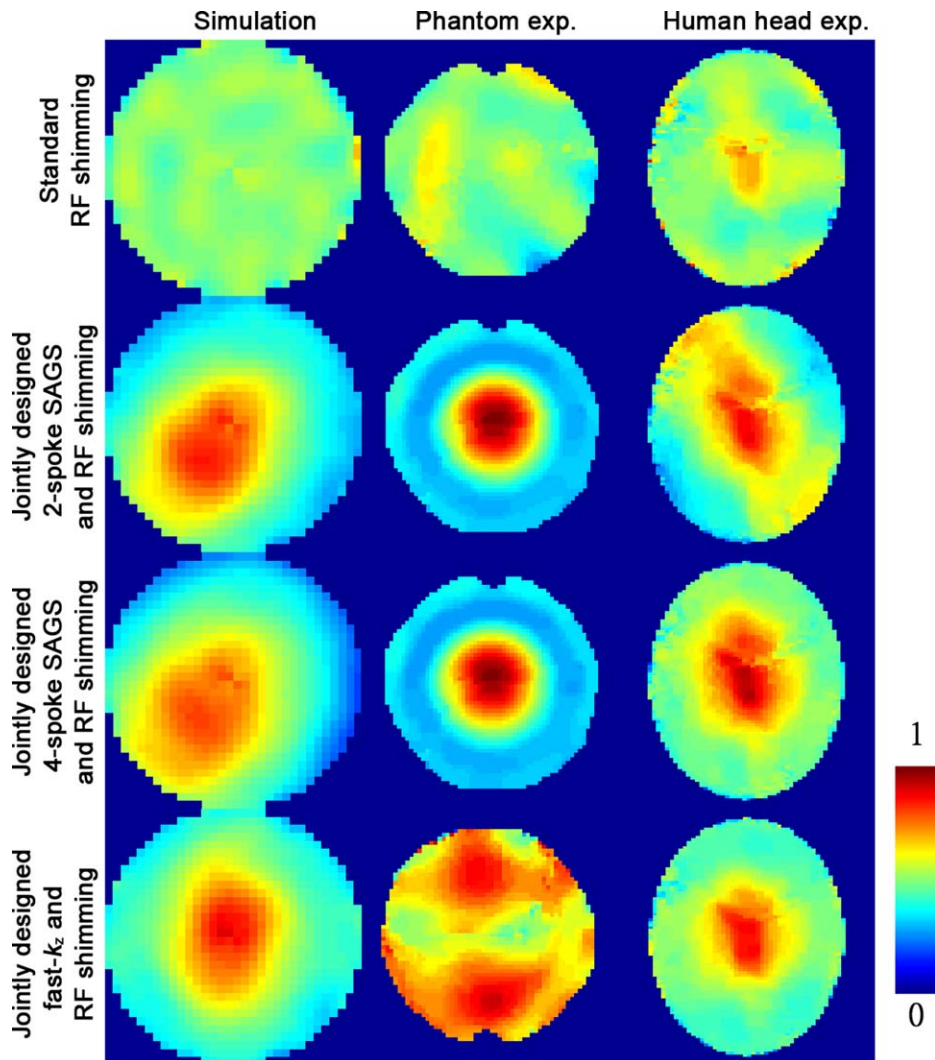 Simulation Phantom exp. Human head exp.
Standard
RF shimming
Jointly designed
2-spoke SAGS
and RF shimming
Jointly designed
4-spoke SAGS
and RF shimming
Jointly designed
fast-kz and
RF shimming
1
0